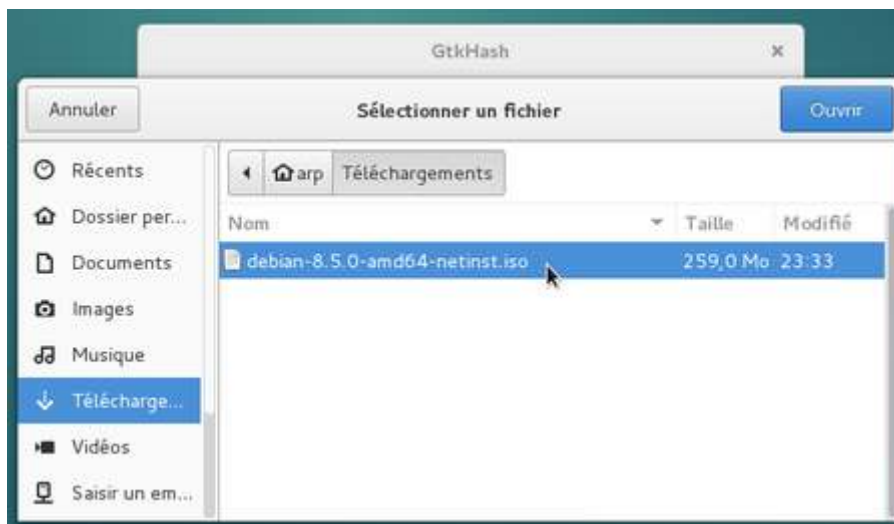 GtkHash ×
Annuler Sélectionner un fichier Ouvrir
Récents
Dossier per...
Documents
Images
Musique
Télécharge...
Vidéos
Saisir un em...
arp Téléchargements
Nom Taille Modifié
debian-8.5.0-amd64-netinst.iso 259,0 Mo 23:33